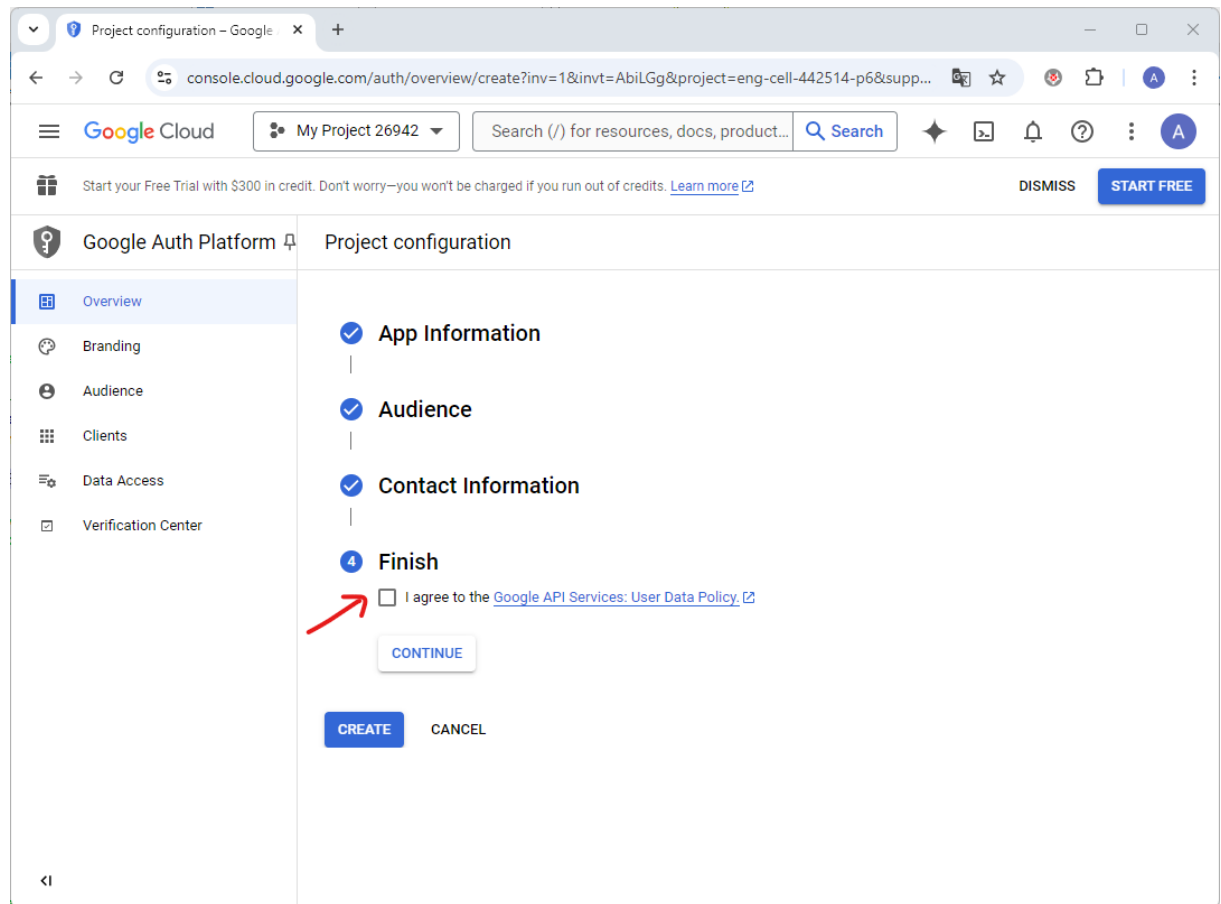 Project configuration – Google
console.cloud.google.com/auth/overview/create?inv=1&invt=AbiLGg&project=eng-cell-442514-p6&supp...
A
Google Cloud
My Project 26942
Search (/) for resources, docs, product...
Search
A
Start your Free Trial with $300 in credit. Don't worry—you won't be charged if you run out of credits. Learn more
DISMISS
START FREE
Google Auth Platform
Project configuration
Overview
Branding
Audience
Clients
Data Access
Verification Center
App Information
Audience
Contact Information
4 Finish
I agree to the Google API Services: User Data Policy.
CONTINUE
CREATE
CANCEL